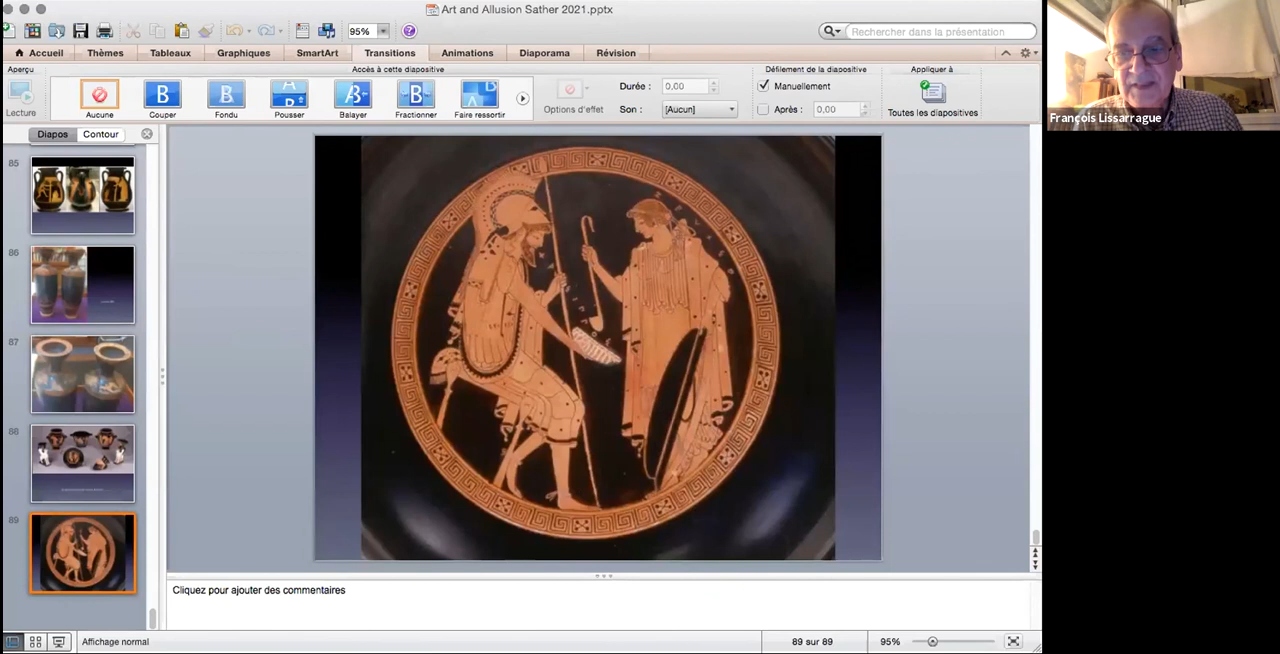 Art and Allusion Sather 2021.pptx
95%
Rechercher dans la présentation
Accueil Thèmes Tableaux Graphiques SmartArt Transitions Animations Diaporama Révision
Aperçu Accès à cette diapositive Défilement de la diapositive Appliquer à
Lecture
Aucune Couper Fondu Pousser Balayer Fractionner Faire ressortir
Options d'effet
Durée : 0,00
Son : [Aucun]
Manuellement
Après : 0,00
Toutes les diapositives
François Lissarrague
Diapos Contour
85
86
87
88
89
Cliquez pour ajouter des commentaires
Affichage normal 89 sur 89 95%